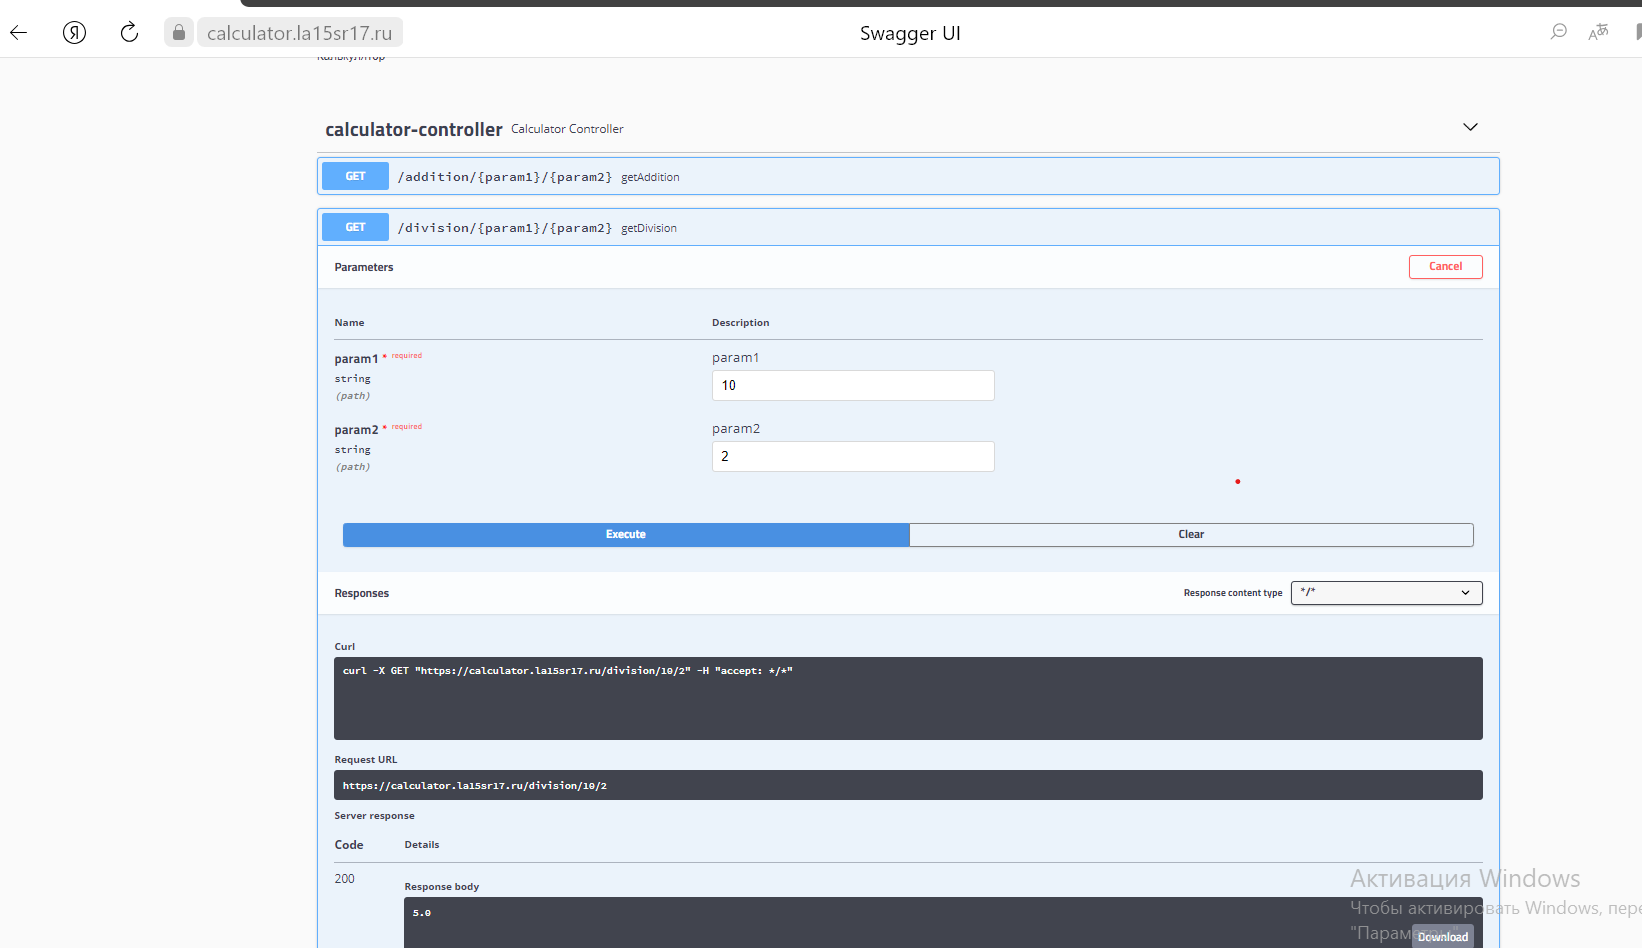 calculator.la15sr17.ru
Swagger UI
calculator-controller Calculator Controller
GET /addition/{param1}/{param2} getAddition
GET /division/{param1}/{param2} getDivision
Parameters
Cancel
Name Description
param1 * required param1
string
10
(path)
param2 * required param2
string
2
(path)
Execute Clear
Responses Response content type */*
Curl
curl -X GET "https://calculator.la15sr17.ru/division/10/2" -H "accept: */*"
Request URL
https://calculator.la15sr17.ru/division/10/2
Server response
Code Details
200
Response body
5.0
Активация Windows
Чтобы активировать Windows, пере
Download